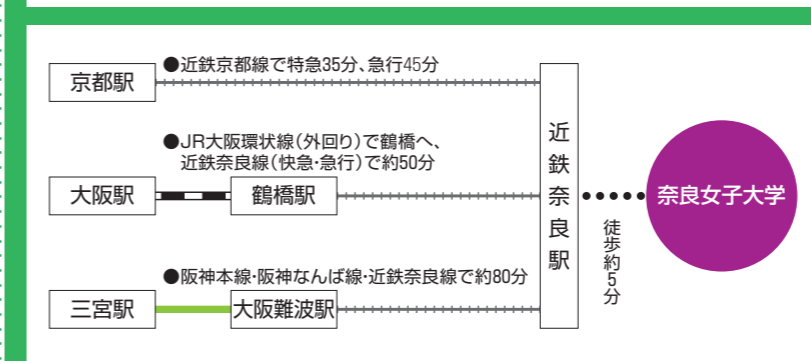 ●近鉄京都線で特急35分、急行45分
京都駅
●JR大阪環状線(外回り)で鶴橋へ、
近鉄奈良線(快急・急行)で約50分
大阪駅
鶴橋駅
●阪神本線・阪神なんば線・近鉄奈良線で約80分
三宮駅
大阪難波駅
近鉄奈良駅
徒歩約5分
奈良女子大学